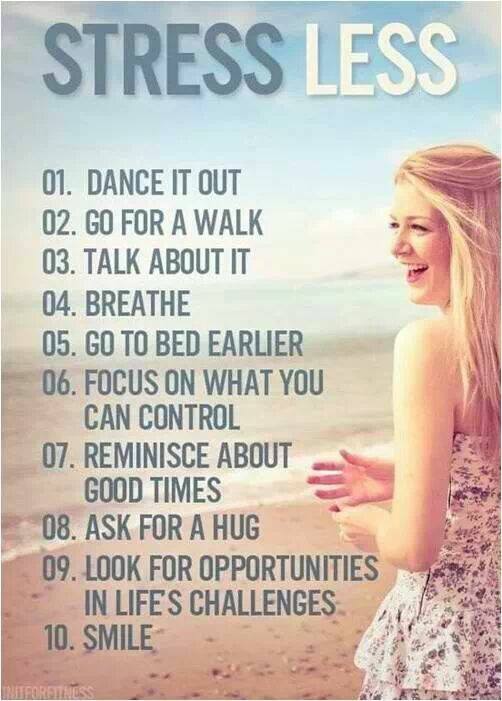 STRESS LESS
01. DANCE IT OUT
02. GO FOR A WALK
03. TALK ABOUT IT
04. BREATHE
05. GO TO BED EARLIER
06. FOCUS ON WHAT YOU
CAN CONTROL
07. REMINISCE ABOUT
GOOD TIMES
08. ASK FOR A HUG
09. LOOK FOR OPPORTUNITIES
IN LIFE'S CHALLENGES
10. SMILE
INITFORFITNESS